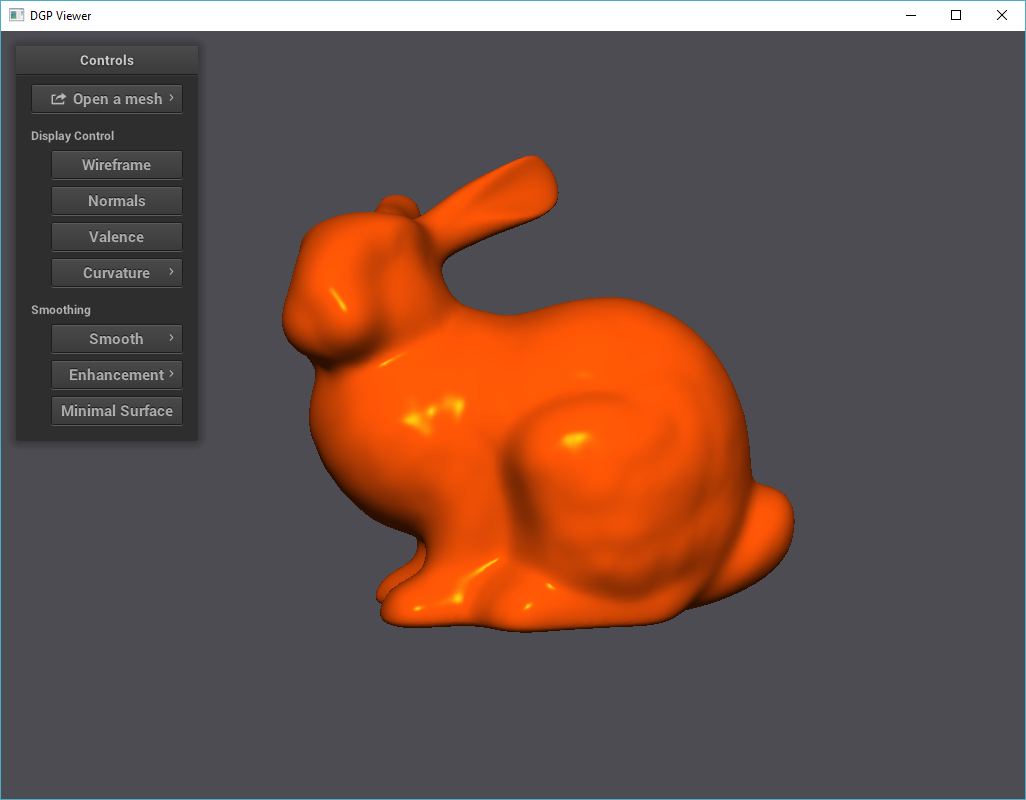 DGP Viewer
Controls
Open a mesh
Display Control
Wireframe
Normals
Valence
Curvature
Smoothing
Smooth
Enhancement
Minimal Surface